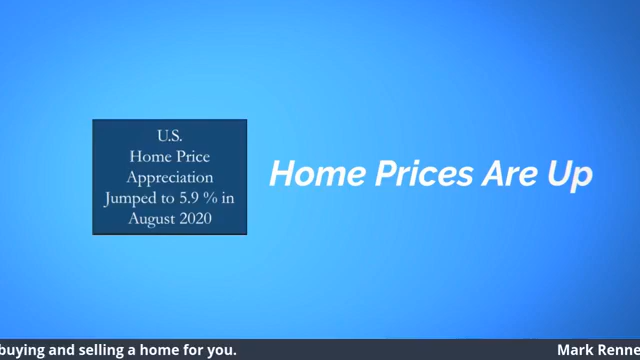 U.S.
Home Price
Appreciation
Jumped to 5.9 % in
August 2020
Home Prices Are Up
buying and selling a home for you.
Mark